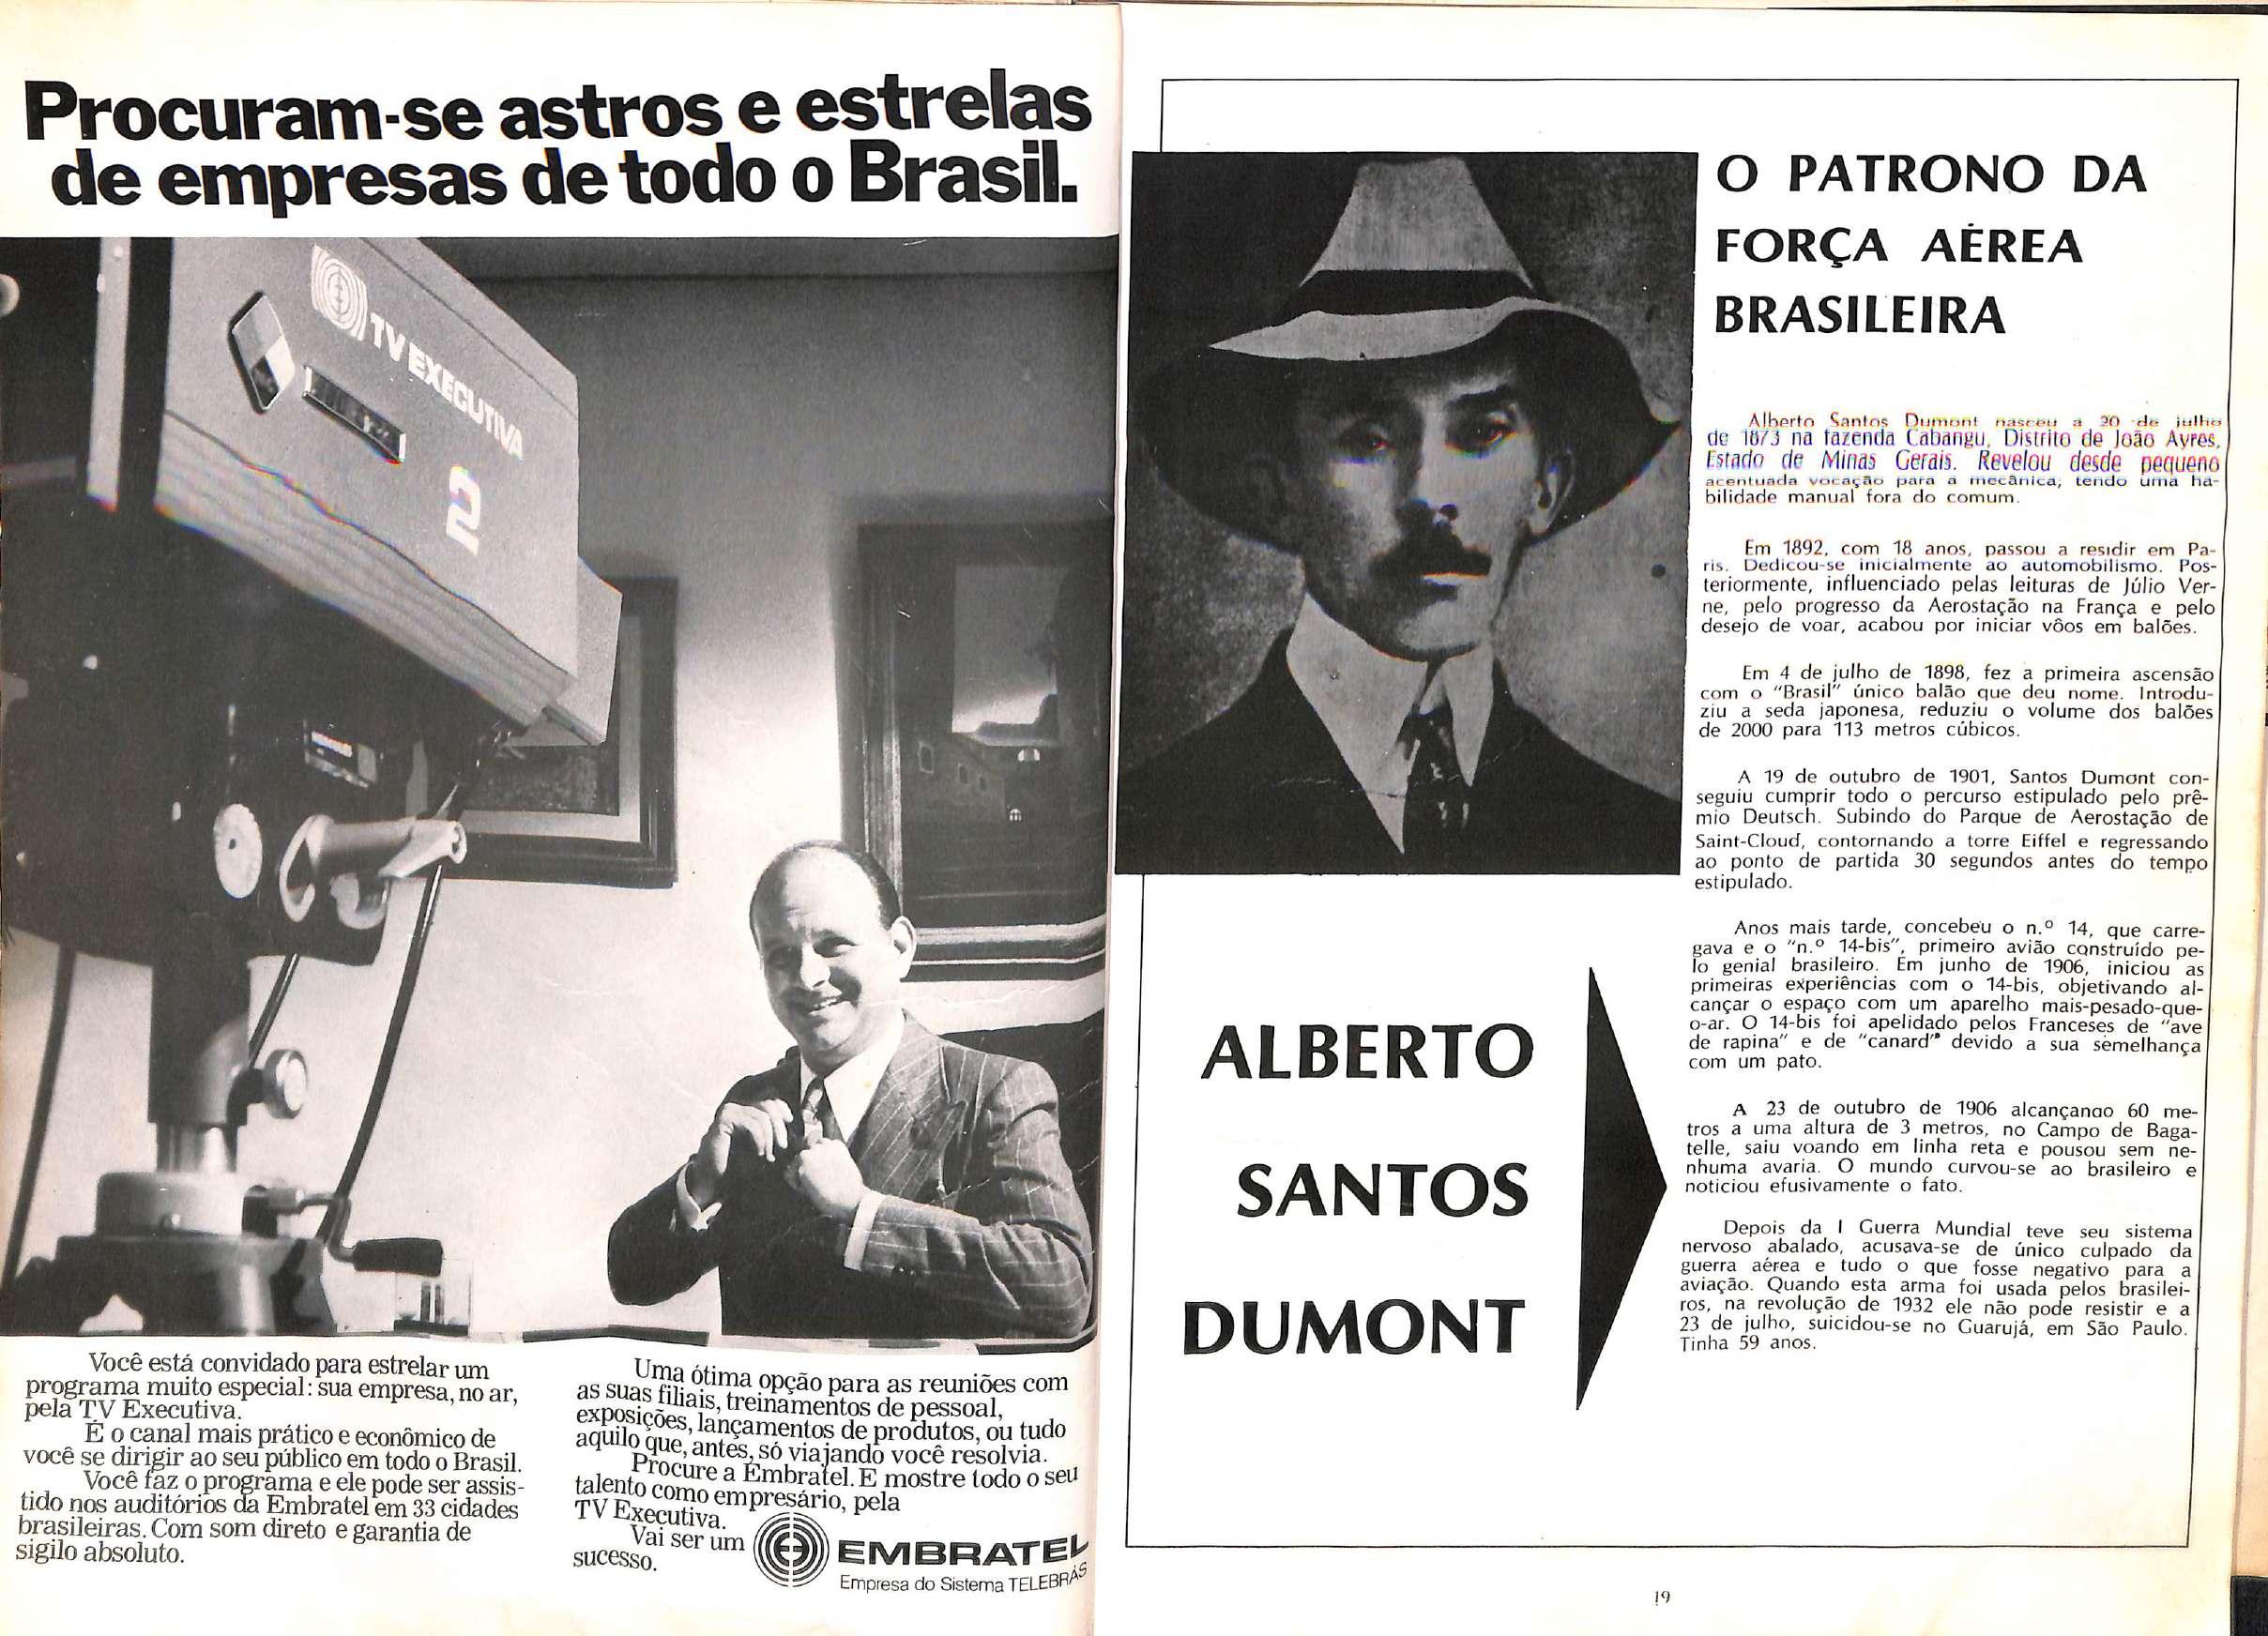 Procuram-se astros e estrelas
de empresas de todo o Brasil.
TV EXECUTIVA
2
Você está convidado para estrelar um
programa muito especial: sua empresa, no ar,
pela TV Executiva.
É o canal mais prático e econômico de
você se dirigir ao seu público em todo o Brasil.
Você faz o programa e ele pode ser assis-
tido nos auditórios da Embratel em 33 cidades
brasileiras. Com som direto e garantia de
sigilo absoluto.
Uma ótima opção para as reuniões com
as suas filiais, treinamentos de pessoal,
exposições, lançamentos de produtos, ou tudo
aquilo que, antes, só viajando você resolvia.
Procure a Embratel. E mostre todo o seu
talento como empresário, pela
TV Executiva.
Vai ser um
sucesso.
EMBRATEL
Empresa do Sistema TELEBRÁS
O PATRONO DA
FORÇA AÉREA
BRASILEIRA
Alberto Santos Dumont nasceu a 20 de julho
de 1873 na fazenda Cabangu, Distrito de João Ayres,
Estado de Minas Gerais. Revelou desde pequeno
acentuada vocação para a mecânica, tendo uma ha-
bilidade manual fora do comum.
Em 1892, com 18 anos, passou a residir em Pa-
ris. Dedicou-se inicialmente ao automobilismo. Pos-
teriormente, influenciado pelas leituras de Júlio Ver-
ne, pelo progresso da Aerostação na França e pelo
desejo de voar, acabou por iniciar vôos em balões.
Em 4 de julho de 1898, fez a primeira ascensão
com o "Brasil" único balão que deu nome. Introdu-
ziu a seda japonesa, reduziu o volume dos balões
de 2000 para 113 metros cúbicos.
A 19 de outubro de 1901, Santos Dumont con-
seguiu cumprir todo o percurso estipulado pelo prê-
mio Deutsch. Subindo do Parque de Aerostação de
Saint-Cloud, contornando a torre Eiffel e regressando
ao ponto de partida 30 segundos antes do tempo
estipulado.
Anos mais tarde, concebeu o n.º 14, que carre-
gava e o "n.º 14-bis", primeiro avião construído pe-
lo genial brasileiro. Em junho de 1906, iniciou as
primeiras experiências com o 14-bis, objetivando al-
cançar o espaço com um aparelho mais-pesado-que-
o-ar. O 14-bis foi apelidado pelos Franceses de "ave
de rapina" e de "canard" devido a sua semelhança
com um pato.
A 23 de outubro de 1906 alcançando 60 me-
tros a uma altura de 3 metros, no Campo de Baga-
telle, saiu voando em linha reta e pousou sem ne-
nhuma avaria. O mundo curvou-se ao brasileiro e
noticiou efusivamente o fato.
Depois da I Guerra Mundial teve seu sistema
nervoso abalado, acusava-se de único culpado da
guerra aérea e tudo o que fosse negativo para a
aviação. Quando esta arma foi usada pelos brasilei-
ros, na revolução de 1932 ele não pode resistir e a
23 de julho, suicidou-se no Guarujá, em São Paulo.
Tinha 59 anos.
ALBERTO
SANTOS
DUMONT
19